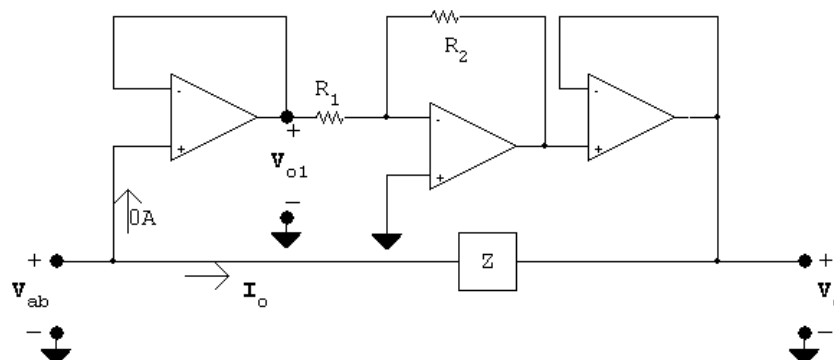 R2
R1
-
-
-
+
+
Vo1
+
+
-
0A
+
Z
+
Vab
Io
V
-
-